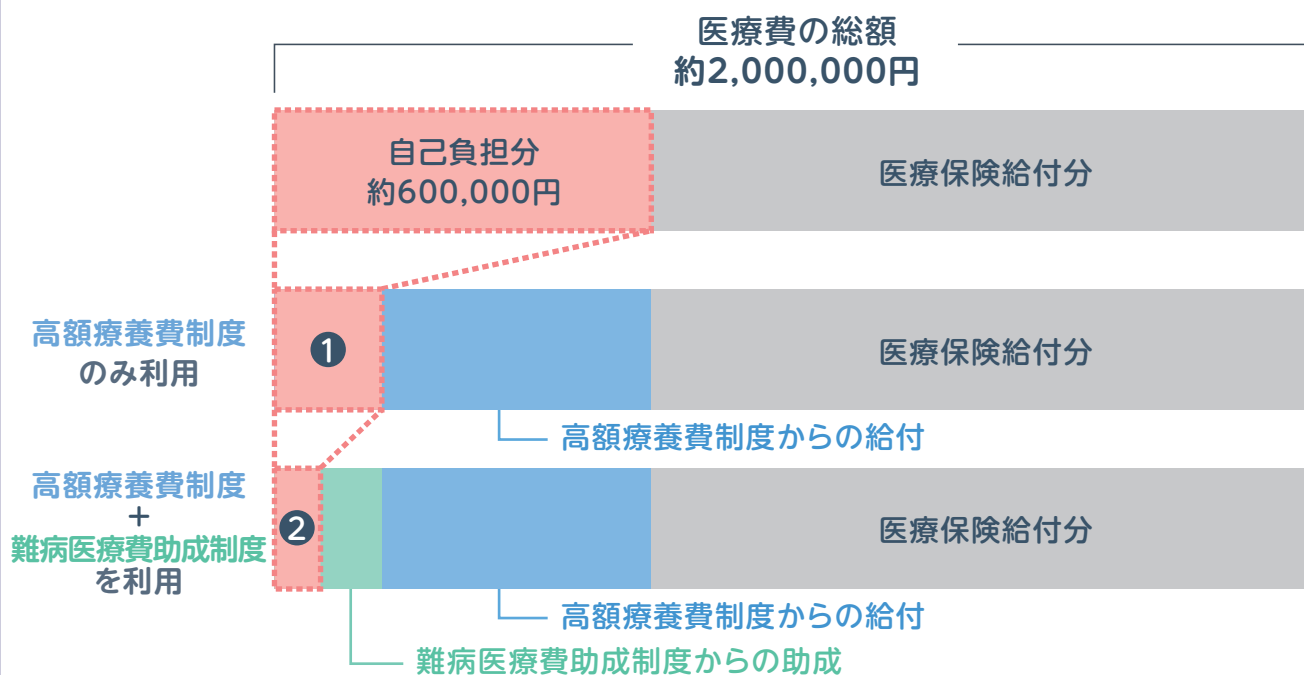 医療費の総額
約2,000,000円
自己負担分
約600,000円
医療保険給付分
高額療養費制度
のみ利用
❶
医療保険給付分
高額療養費制度からの給付
高額療養費制度
+
難病医療費助成制度
を利用
❷
医療保険給付分
高額療養費制度からの給付
難病医療費助成制度からの助成